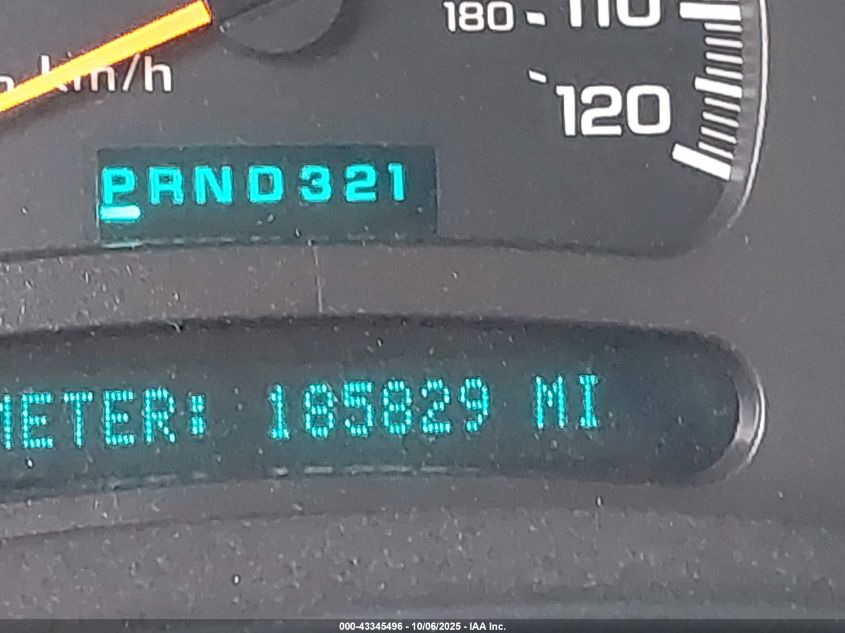 180 110
km/h
120
PRND321
METER: 185829 MI
000-43345496 - 10/06/2025 - IAA Inc.